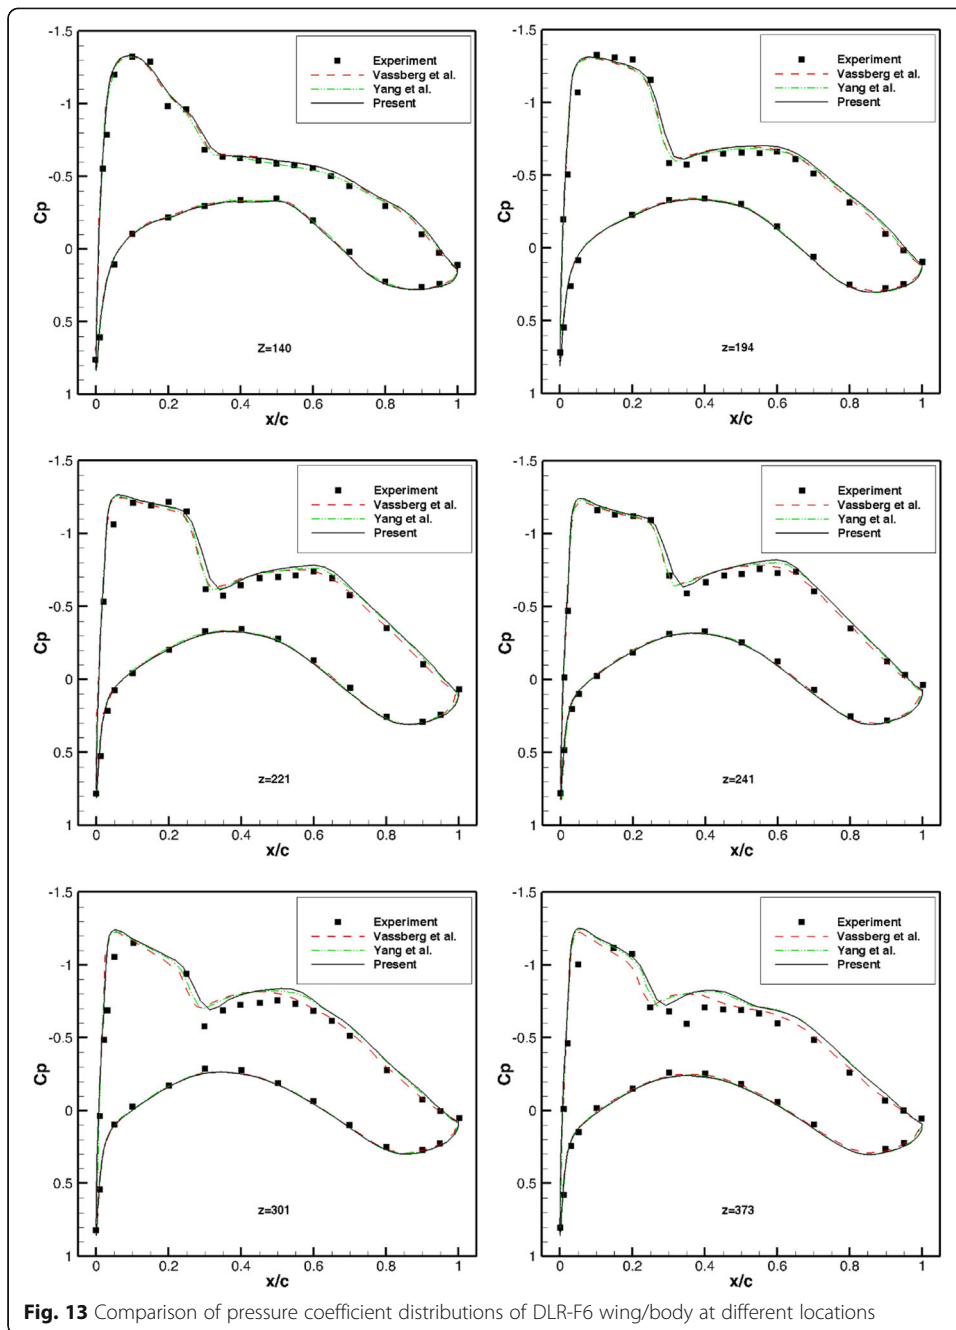 -1.5
-1
-0.5
0
0.5
1
Cp
Experiment
Vassberg et al.
Yang et al.
Present
Z=140
0 0.2 0.4 0.6 0.8 1
x/c
-1.5
-1
-0.5
0
0.5
1
Cp
Experiment
Vassberg et al.
Yang et al.
Present
z=194
0 0.2 0.4 0.6 0.8 1
x/c
-1.5
-1
-0.5
0
0.5
1
Cp
Experiment
Vassberg et al.
Yang et al.
Present
z=221
0 0.2 0.4 0.6 0.8 1
x/c
-1.5
-1
-0.5
0
0.5
1
Cp
Experiment
Vassberg et al.
Yang et al.
Present
z=241
0 0.2 0.4 0.6 0.8 1
x/c
-1.5
-1
-0.5
0
0.5
1
Cp
Experiment
Vassberg et al.
Yang et al.
Present
z=301
0 0.2 0.4 0.6 0.8 1
x/c
-1.5
-1
-0.5
0
0.5
1
Cp
Experiment
Vassberg et al.
Yang et al.
Present
z=373
0 0.2 0.4 0.6 0.8 1
x/c
Fig. 13 Comparison of pressure coefficient distributions of DLR-F6 wing/body at different locations